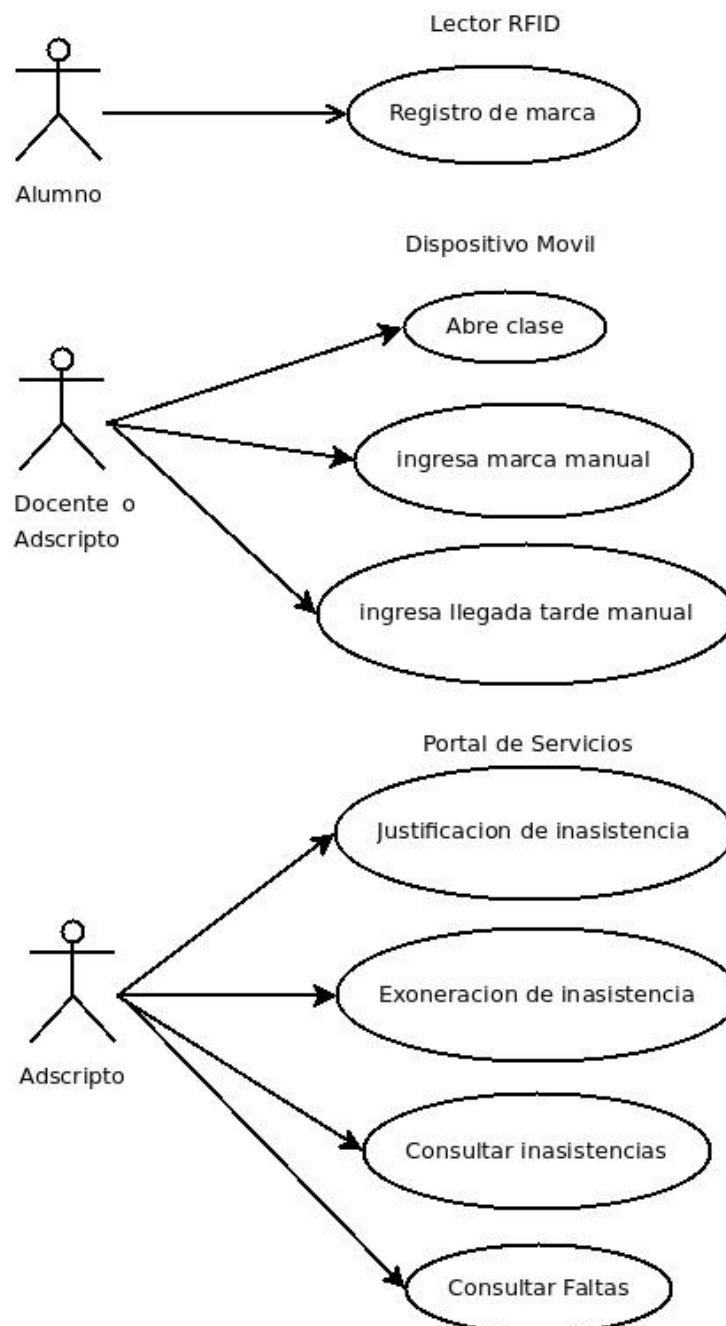 Lector RFID
Registro de marca
Alumno
Dispositivo Movil
Abre clase
ingresa marca manual
Docente o
Adscripto
ingresa llegada tarde manual
Portal de Servicios
Justificacion de inasistencia
Exoneracion de inasistencia
Adscripto
Consultar inasistencias
Consultar Faltas